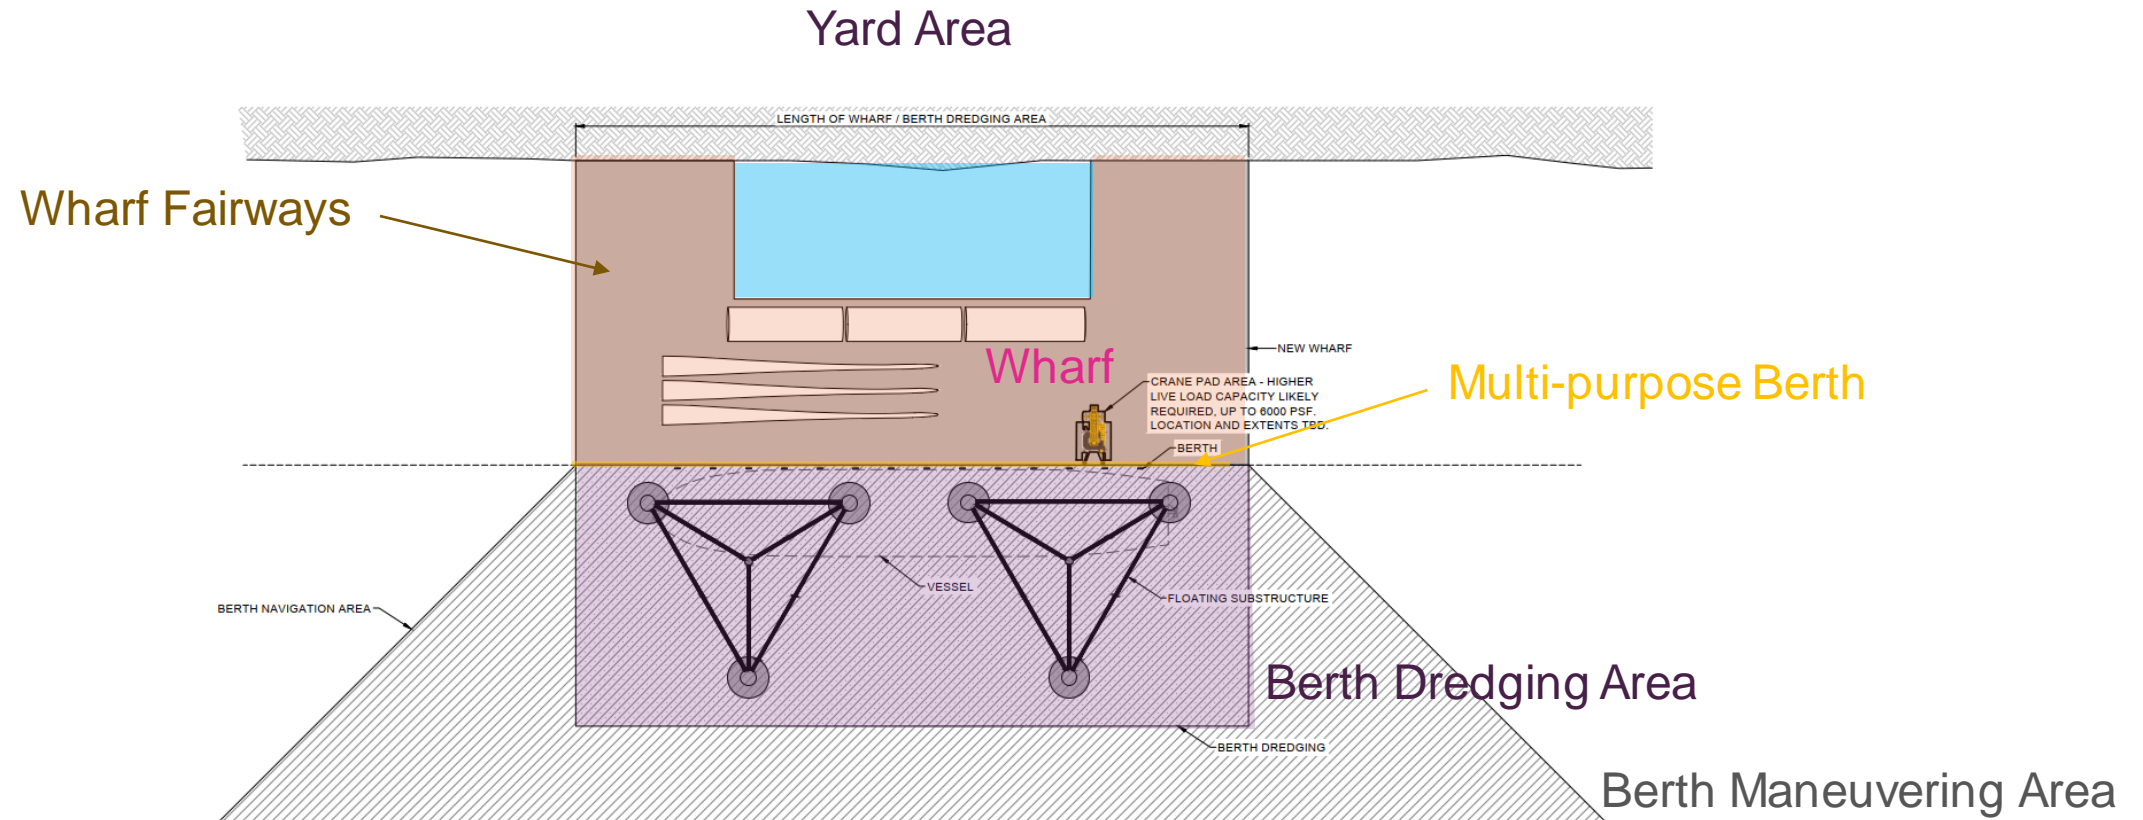 Yard Area
LENGTH OF WHARF / BERTH DREDGING AREA
Wharf Fairways
NEW WHARF
Wharf
CRANE PAD AREA - HIGHER
LIVE LOAD CAPACITY LIKELY
REQUIRED, UP TO 6000 PSF.
LOCATION AND EXTENTS TBD.
Multi-purpose Berth
BERTH
VESSEL
FLOATING SUBSTRUCTURE
BERTH NAVIGATION AREA
Berth Dredging Area
BERTH DREDGING
Berth Maneuvering Area